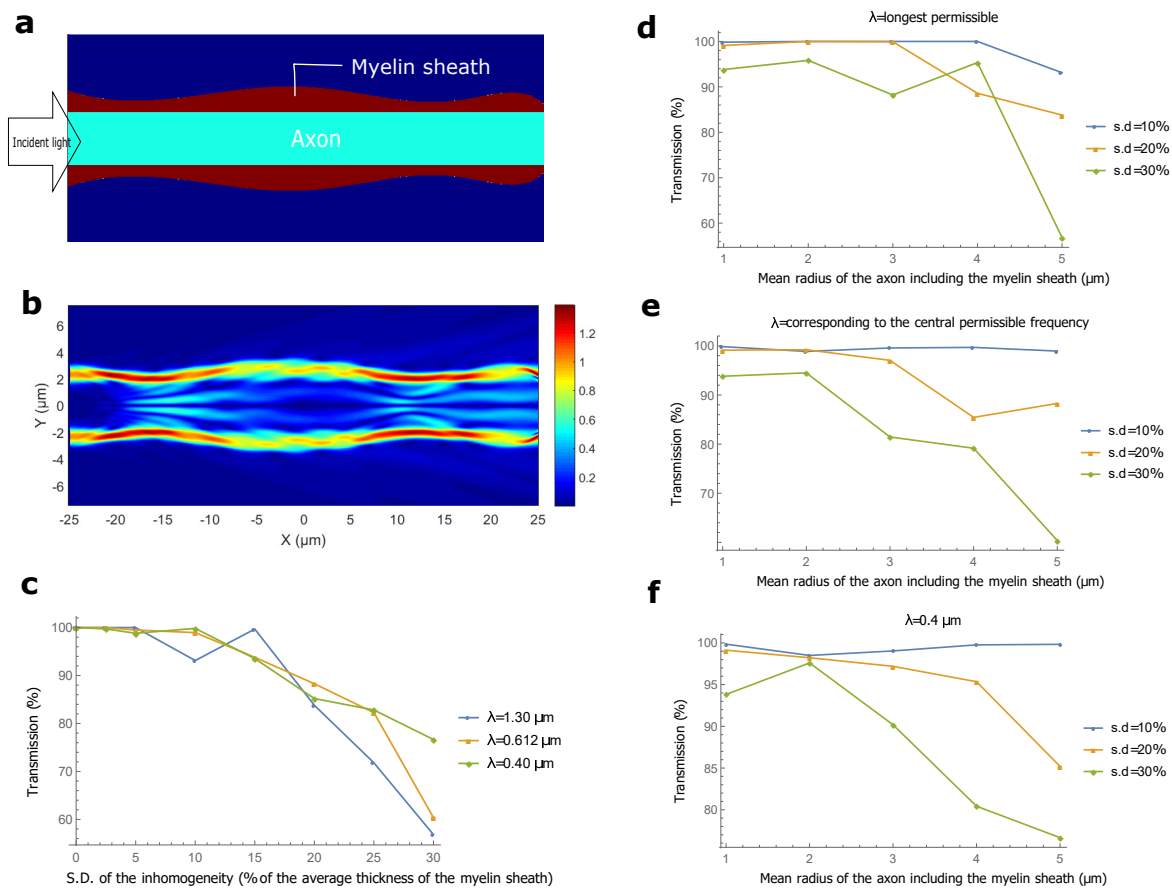 a
Myelin sheath
Incident light
Axon
b
Y (µm)
6
4
2
0
-2
-4
-6
-25 -20 -15 -10 -5 0 5 10 15 20 25
X (µm)
1.2
1
0.8
0.6
0.4
0.2
c
Transmission (%)
100
90
80
70
60
0 5 10 15 20 25 30
S.D. of the inhomogeneity (% of the average thickness of the myelin sheath)
λ=1.30 µm
λ=0.612 µm
λ=0.40 µm
d
λ=longest permissible
Transmission (%)
100
90
80
70
60
1 2 3 4 5
Mean radius of the axon including the myelin sheath (µm)
s.d=10%
s.d=20%
s.d=30%
e
λ=corresponding to the central permissible frequency
Transmission (%)
100
90
80
70
1 2 3 4 5
Mean radius of the axon including the myelin sheath (µm)
s.d=10%
s.d=20%
s.d=30%
f
λ=0.4 µm
Transmission (%)
100
95
90
85
80
1 2 3 4 5
Mean radius of the axon including the myelin sheath (µm)
s.d=10%
s.d=20%
s.d=30%